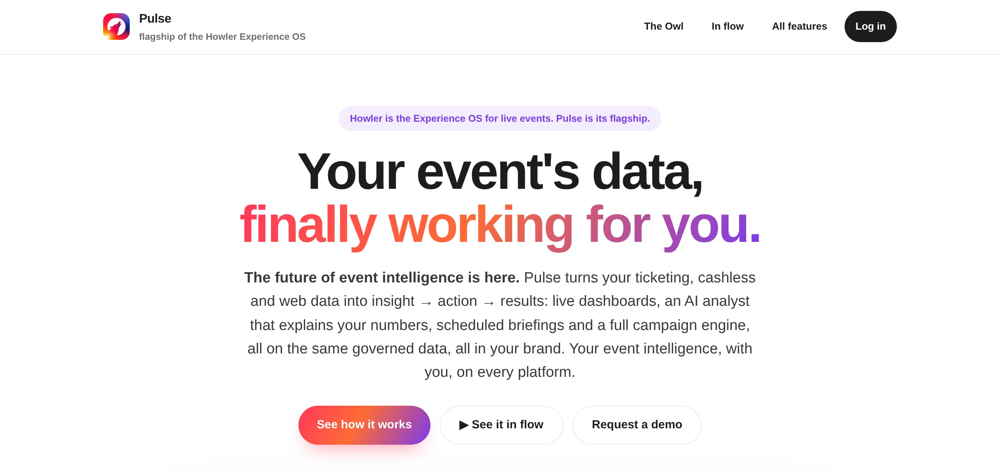 Pulse
flagship of the Howler Experience OS
The Owl
In flow
All features
Log in
Howler is the Experience OS for live events. Pulse is its flagship.
Your event's data,
finally working for you.
The future of event intelligence is here. Pulse turns your ticketing, cashless
and web data into insight → action → results: live dashboards, an AI analyst
that explains your numbers, scheduled briefings and a full campaign engine,
all on the same governed data, all in your brand. Your event intelligence, with
you, on every platform.
See how it works
▶ See it in flow
Request a demo